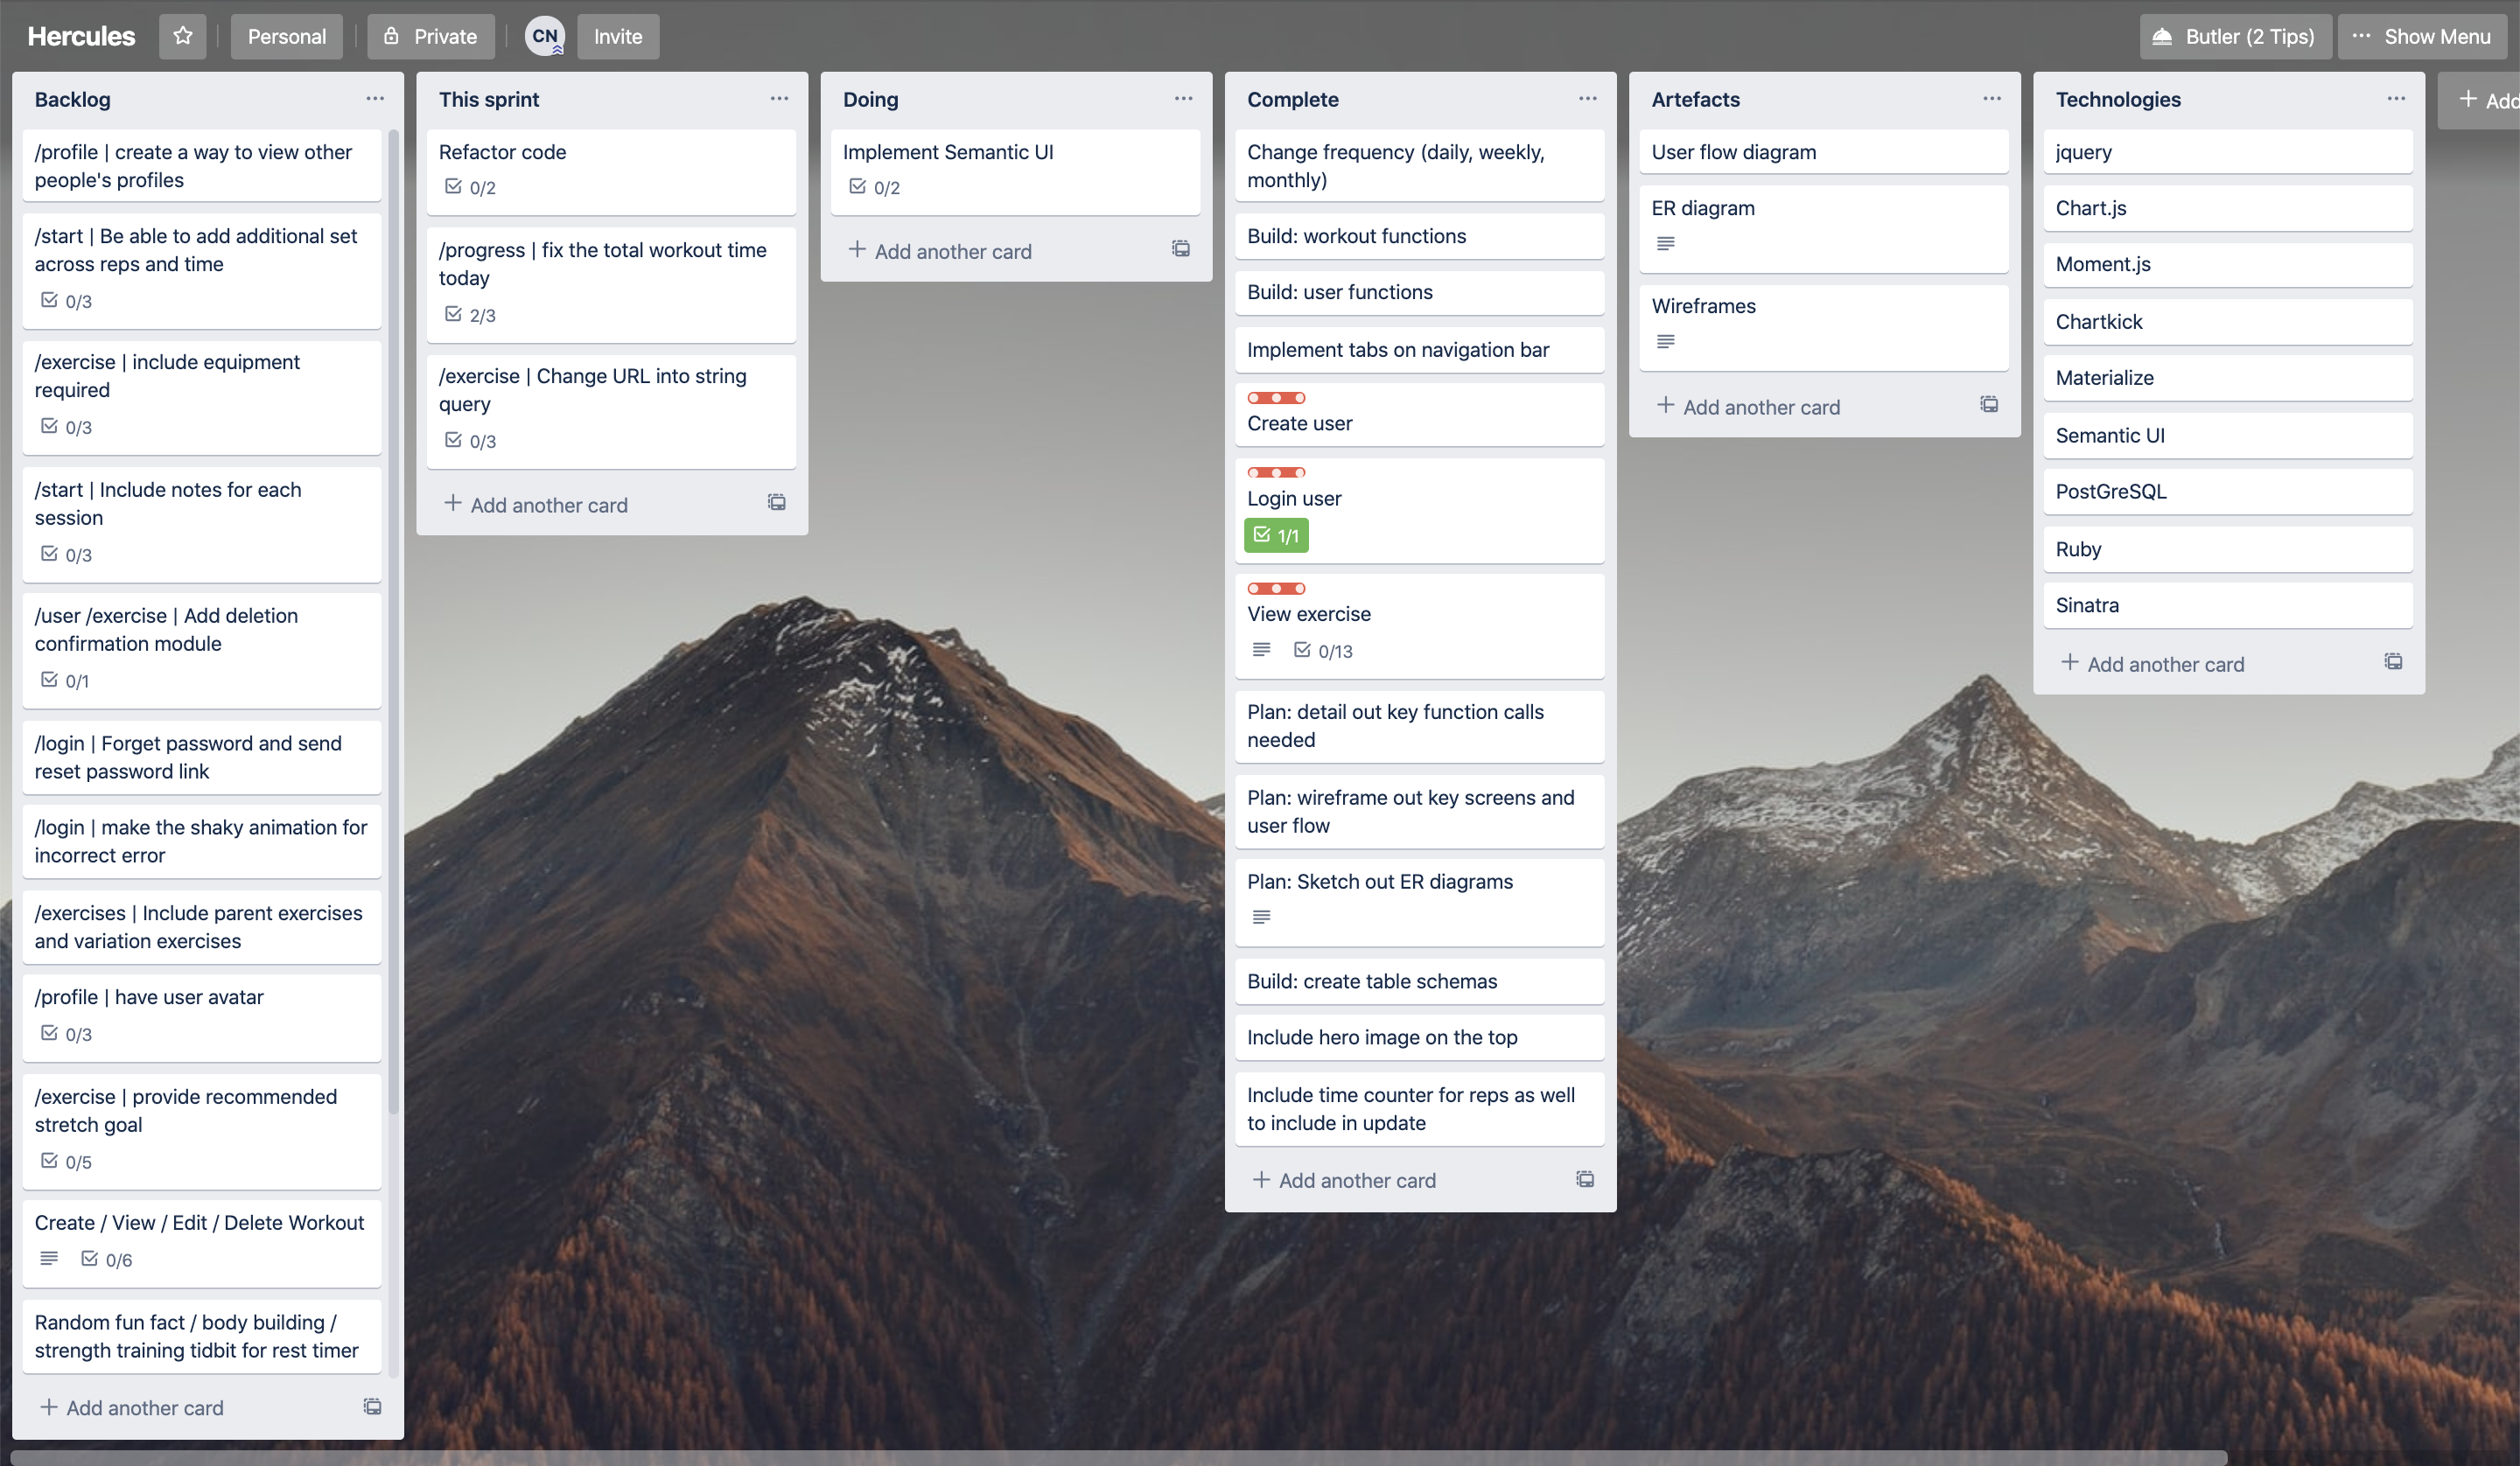 Hercules
Personal
Private
CN
Invite
Butler (2 Tips)
Show Menu
Backlog
/profile | create a way to view other
people's profiles
/start | Be able to add additional set
across reps and time
0/3
/exercise | include equipment
required
0/3
/start | Include notes for each
session
0/3
/user /exercise | Add deletion
confirmation module
0/1
/login | Forget password and send
reset password link
/login | make the shaky animation for
incorrect error
/exercises | Include parent exercises
and variation exercises
/profile | have user avatar
0/3
/exercise | provide recommended
stretch goal
0/5
Create / View / Edit / Delete Workout
0/6
Random fun fact / body building /
strength training tidbit for rest timer
+ Add another card
This sprint
Refactor code
0/2
/progress | fix the total workout time
today
2/3
/exercise | Change URL into string
query
0/3
+ Add another card
Doing
Implement Semantic UI
0/2
+ Add another card
Complete
Change frequency (daily, weekly,
monthly)
Build: workout functions
Build: user functions
Implement tabs on navigation bar
Create user
Login user
1/1
View exercise
0/13
Plan: detail out key function calls
needed
Plan: wireframe out key screens and
user flow
Plan: Sketch out ER diagrams
Build: create table schemas
Include hero image on the top
Include time counter for reps as well
to include in update
+ Add another card
Artefacts
User flow diagram
ER diagram
Wireframes
+ Add another card
Technologies
jquery
Chart.js
Moment.js
Chartkick
Materialize
Semantic UI
PostGreSQL
Ruby
Sinatra
+ Add another card
+ Add